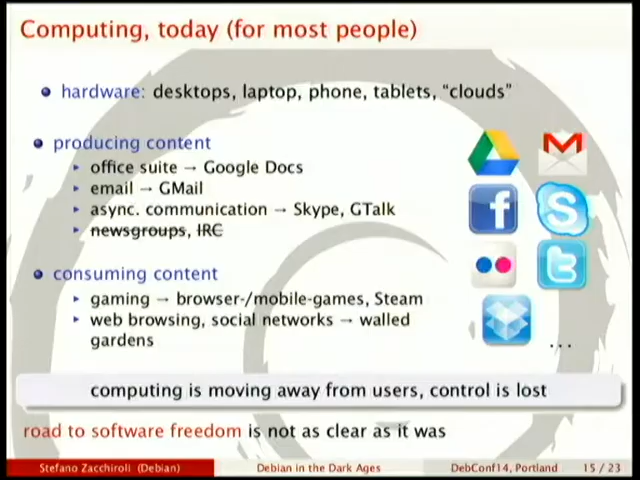 Computing, today (for most people)
hardware: desktops, laptop, phone, tablets, "clouds"
producing content
office suite → Google Docs
email → GMail
async. communication → Skype, GTalk
newsgroups, IRC
consuming content
gaming → browser-/mobile-games, Steam
web browsing, social networks → walled
gardens
f
S
t
...
computing is moving away from users, control is lost
road to software freedom is not as clear as it was
Stefano Zacchiroli (Debian)
Debian in the Dark Ages
DebConf14, Portland
15 / 23